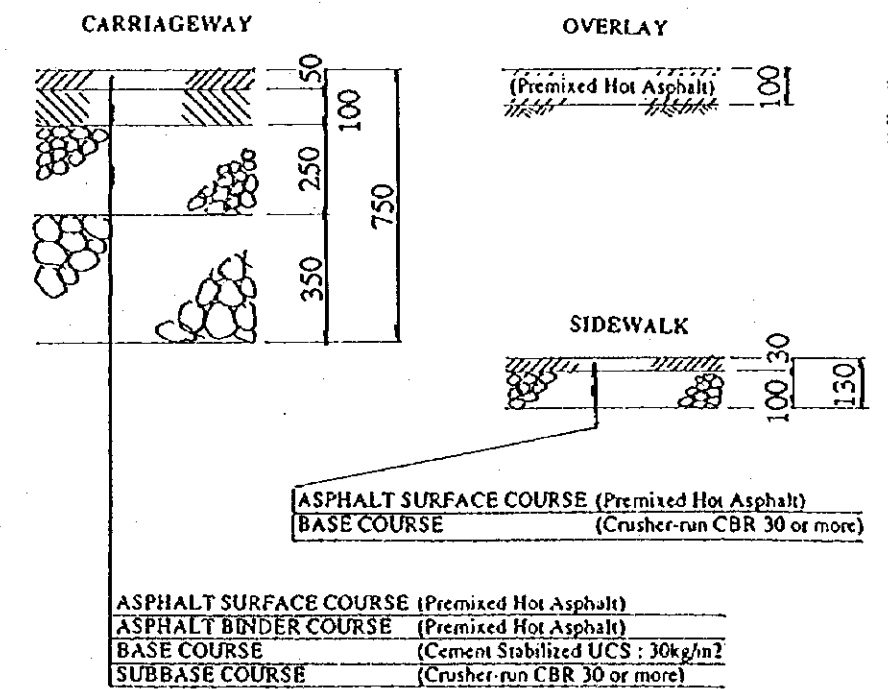 CARRIAGEWAY
50
100
250
350
750
OVERLAY
(Premixed Hot Asphalt)
100
SIDEWALK
30
100
130
ASPHALT SURFACE COURSE (Premixed Hot Asphalt)
BASE COURSE (Crusher-run CBR 30 or more)
ASPHALT SURFACE COURSE (Premixed Hot Asphalt)
ASPHALT BINDER COURSE (Premixed Hot Asphalt)
BASE COURSE (Cement Stabilized UCS : 30kg/m2
SUBBASE COURSE (Crusher-run CBR 30 or more)